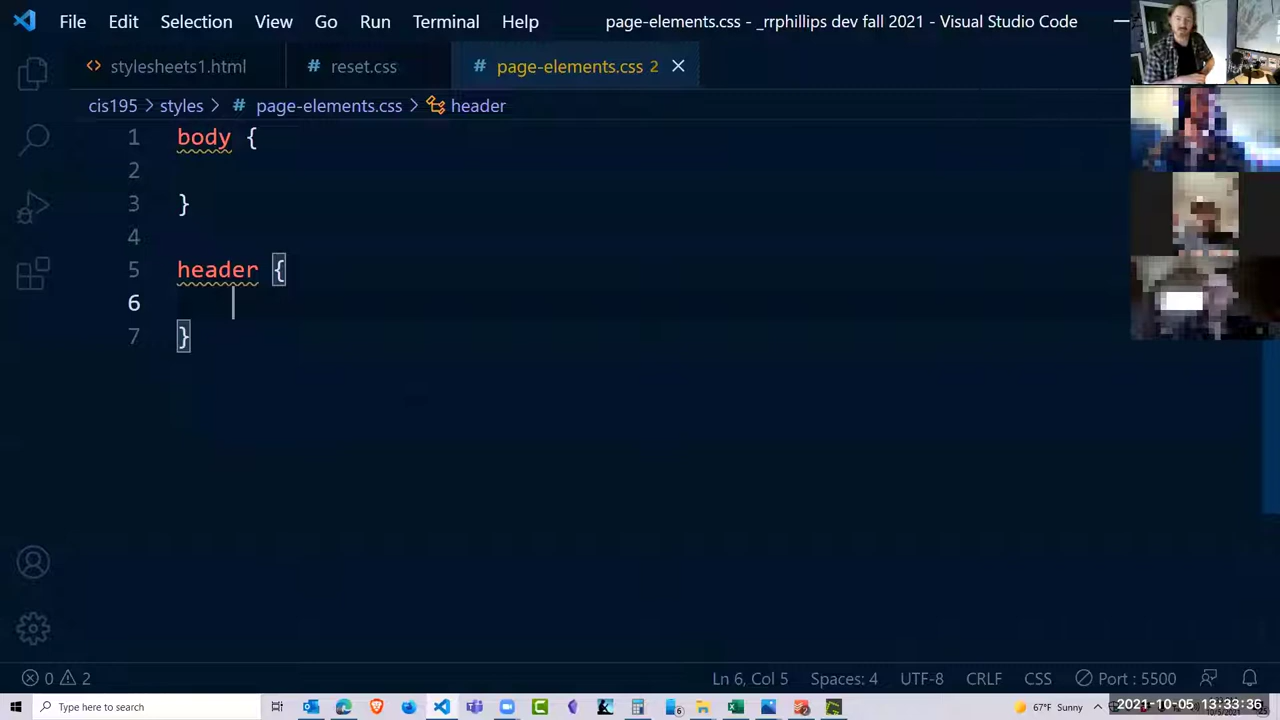 File Edit Selection View Go Run Terminal Help page-elements.css - _rrphillips dev fall 2021 - Visual Studio Code
<> stylesheets1.html # reset.css # page-elements.css 2
cis195 > styles > # page-elements.css > header
1 body {
2
3 }
4
5 header {
6
7 }
0 2 Ln 6, Col 5 Spaces: 4 UTF-8 CRLF CSS Port : 5500
Type here to search 67°F Sunny 2021-10-05 13:33:36